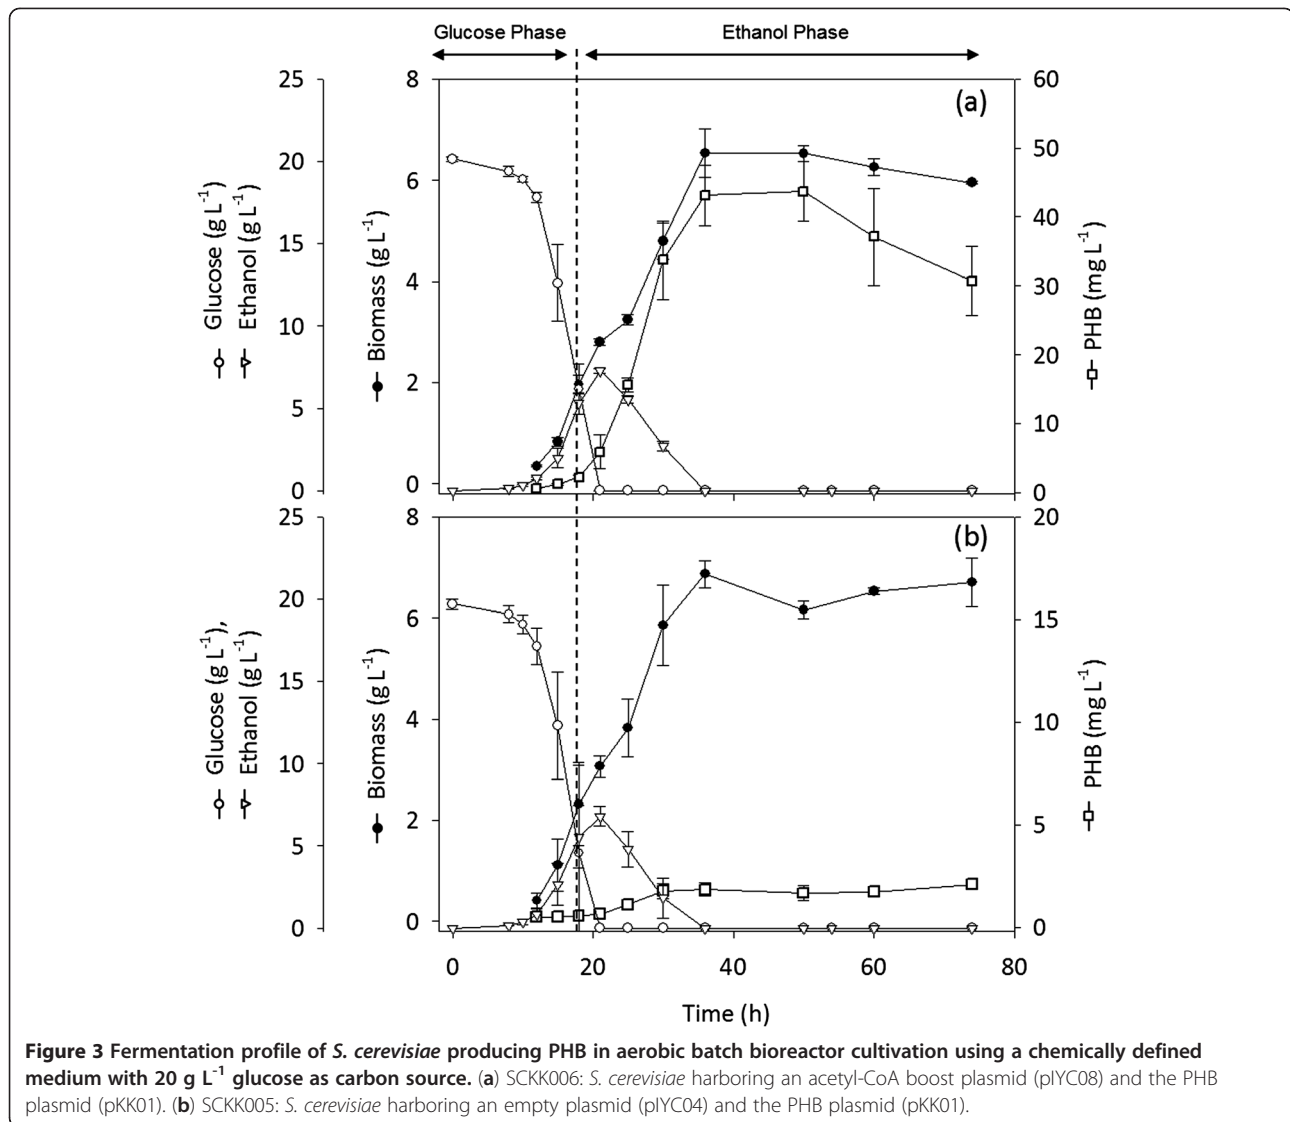 Glucose Phase
Ethanol Phase
25
20
15
10
5
0
Glucose (g L⁻¹)
Ethanol (g L⁻¹)
8
6
4
2
0
Biomass (g L⁻¹)
(a)
60
50
40
30
20
10
0
PHB (mg L⁻¹)
25
20
15
10
5
0
Glucose (g L⁻¹),
Ethanol (g L⁻¹)
8
6
4
2
0
Biomass (g L⁻¹)
(b)
20
15
10
5
0
PHB (mg L⁻¹)
0 20 40 60 80
Time (h)
Figure 3 Fermentation profile of S. cerevisiae producing PHB in aerobic batch bioreactor cultivation using a chemically defined
medium with 20 g L⁻¹ glucose as carbon source. (a) SCKK006: S. cerevisiae harboring an acetyl-CoA boost plasmid (pIYC08) and the PHB
plasmid (pKK01). (b) SCKK005: S. cerevisiae harboring an empty plasmid (pIYC04) and the PHB plasmid (pKK01).